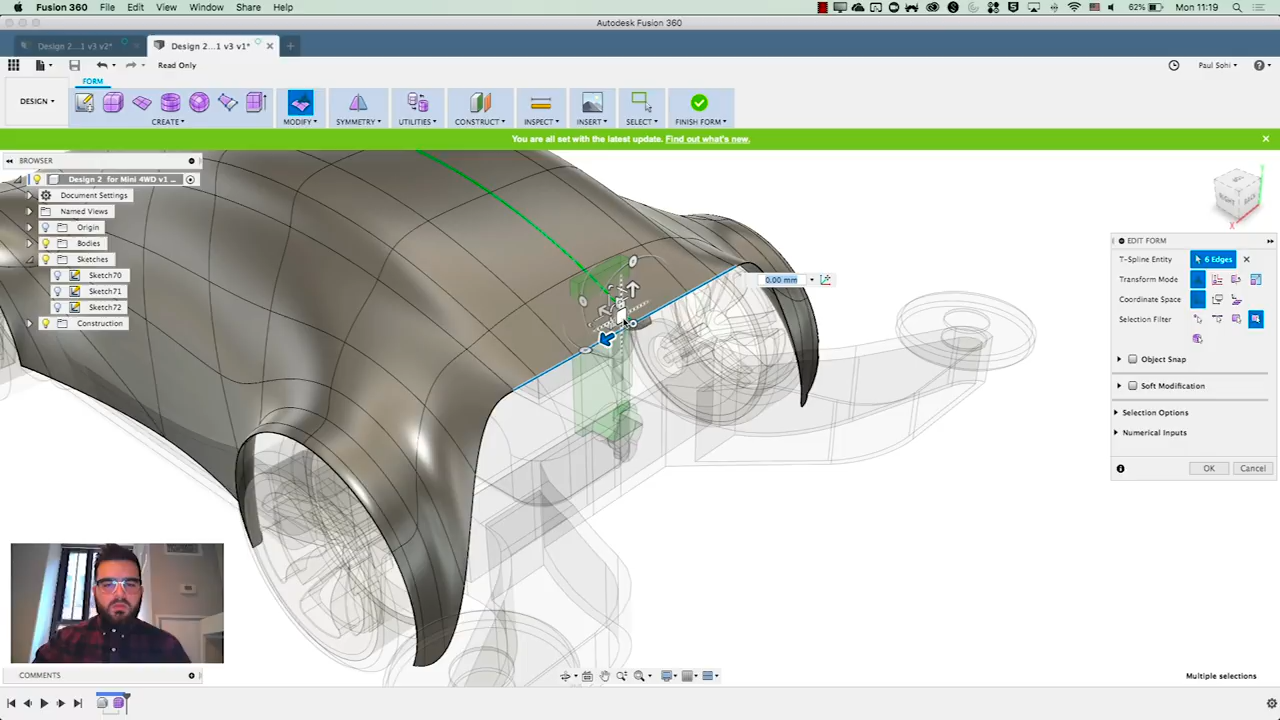 Fusion 360 File Edit View Window Share Help 62% Mon 11:19
Autodesk Fusion 360
Design 2...1 v3 v2* Design 2...1 v3 v1*
Read Only Paul Sohi
FORM
DESIGN
CREATE MODIFY SYMMETRY UTILITIES CONSTRUCT INSPECT INSERT SELECT FINISH FORM
You are all set with the latest update. Find out what's new.
BROWSER
Design 2 for Mini 4WD v1 ...
Document Settings
Named Views
Origin
Bodies
Sketches
Sketch70
Sketch71
Sketch72
Construction
RIGHT BACK
X
0.00 mm
EDIT FORM
T-Spline Entity 6 Edges
Transform Mode
Coordinate Space
Selection Filter
Object Snap
Soft Modification
Selection Options
Numerical Inputs
OK Cancel
COMMENTS
Multiple selections